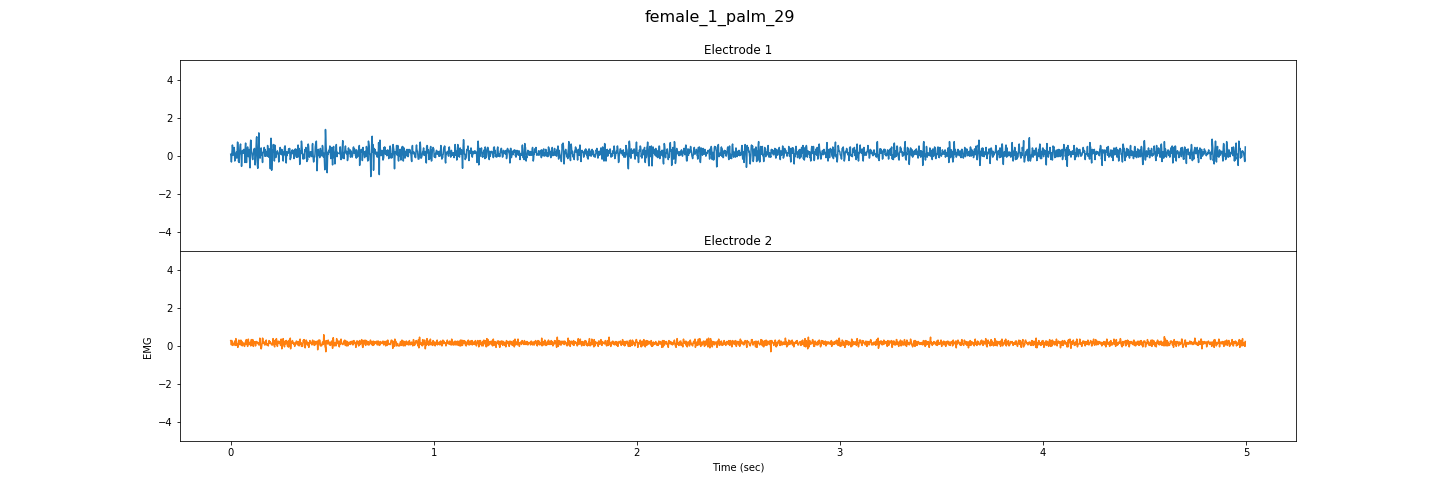 female_1_palm_29
Electrode 1
4
2
0
−2
−4
Electrode 2
4
2
0
−2
−4
EMG
0 1 2 3 4 5
Time (sec)